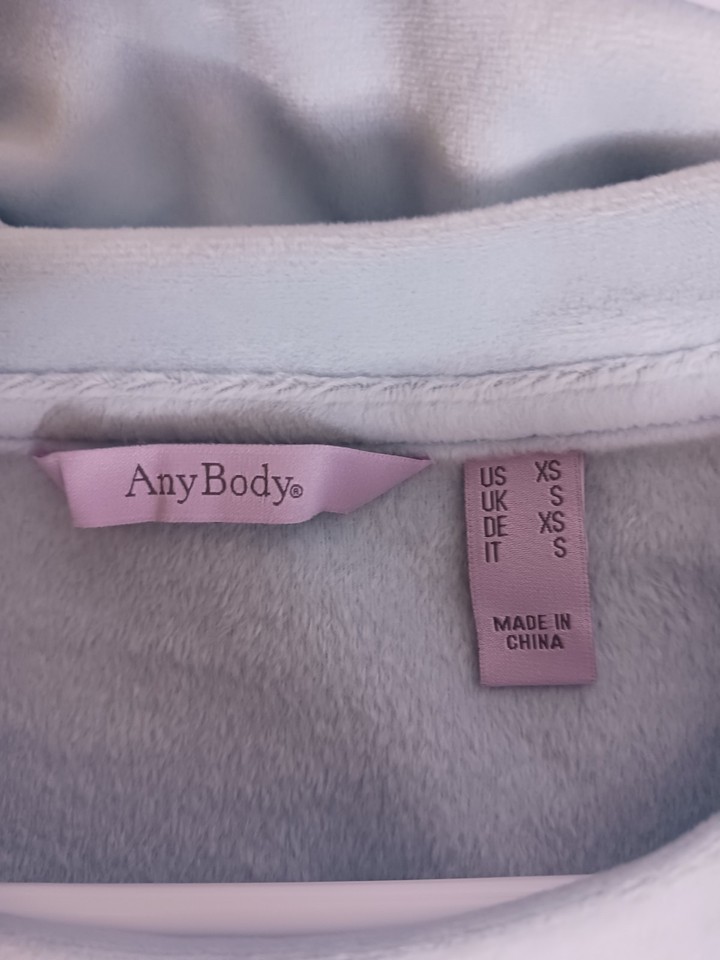 AnyBody®
US XS
UK S
DE XS
IT S
MADE IN
CHINA